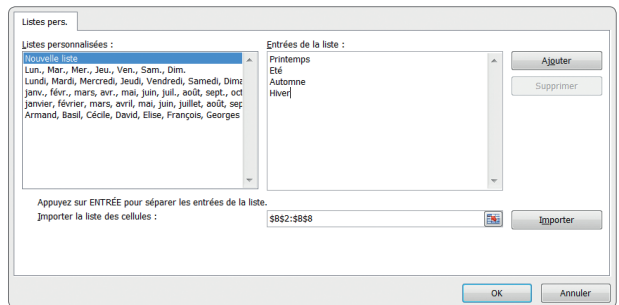 Listes pers.
Listes personnalisées :
Nouvelle liste
Lun., Mar., Mer., Jeu., Ven., Sam., Dim.
Lundi, Mardi, Mercredi, Jeudi, Vendredi, Samedi, Dima
janv., févr., mars, avr., mai, juin, juil., août, sept., oct
janvier, février, mars, avril, mai, juin, juillet, août, sep
Armand, Basil, Cécile, David, Elise, François, Georges
Entrées de la liste :
Printemps
Eté
Automne
Hiver
Ajouter
Supprimer
Appuyez sur ENTRÉE pour séparer les entrées de la liste.
Importer la liste des cellules :
$B$2:$B$8
Importer
OK
Annuler